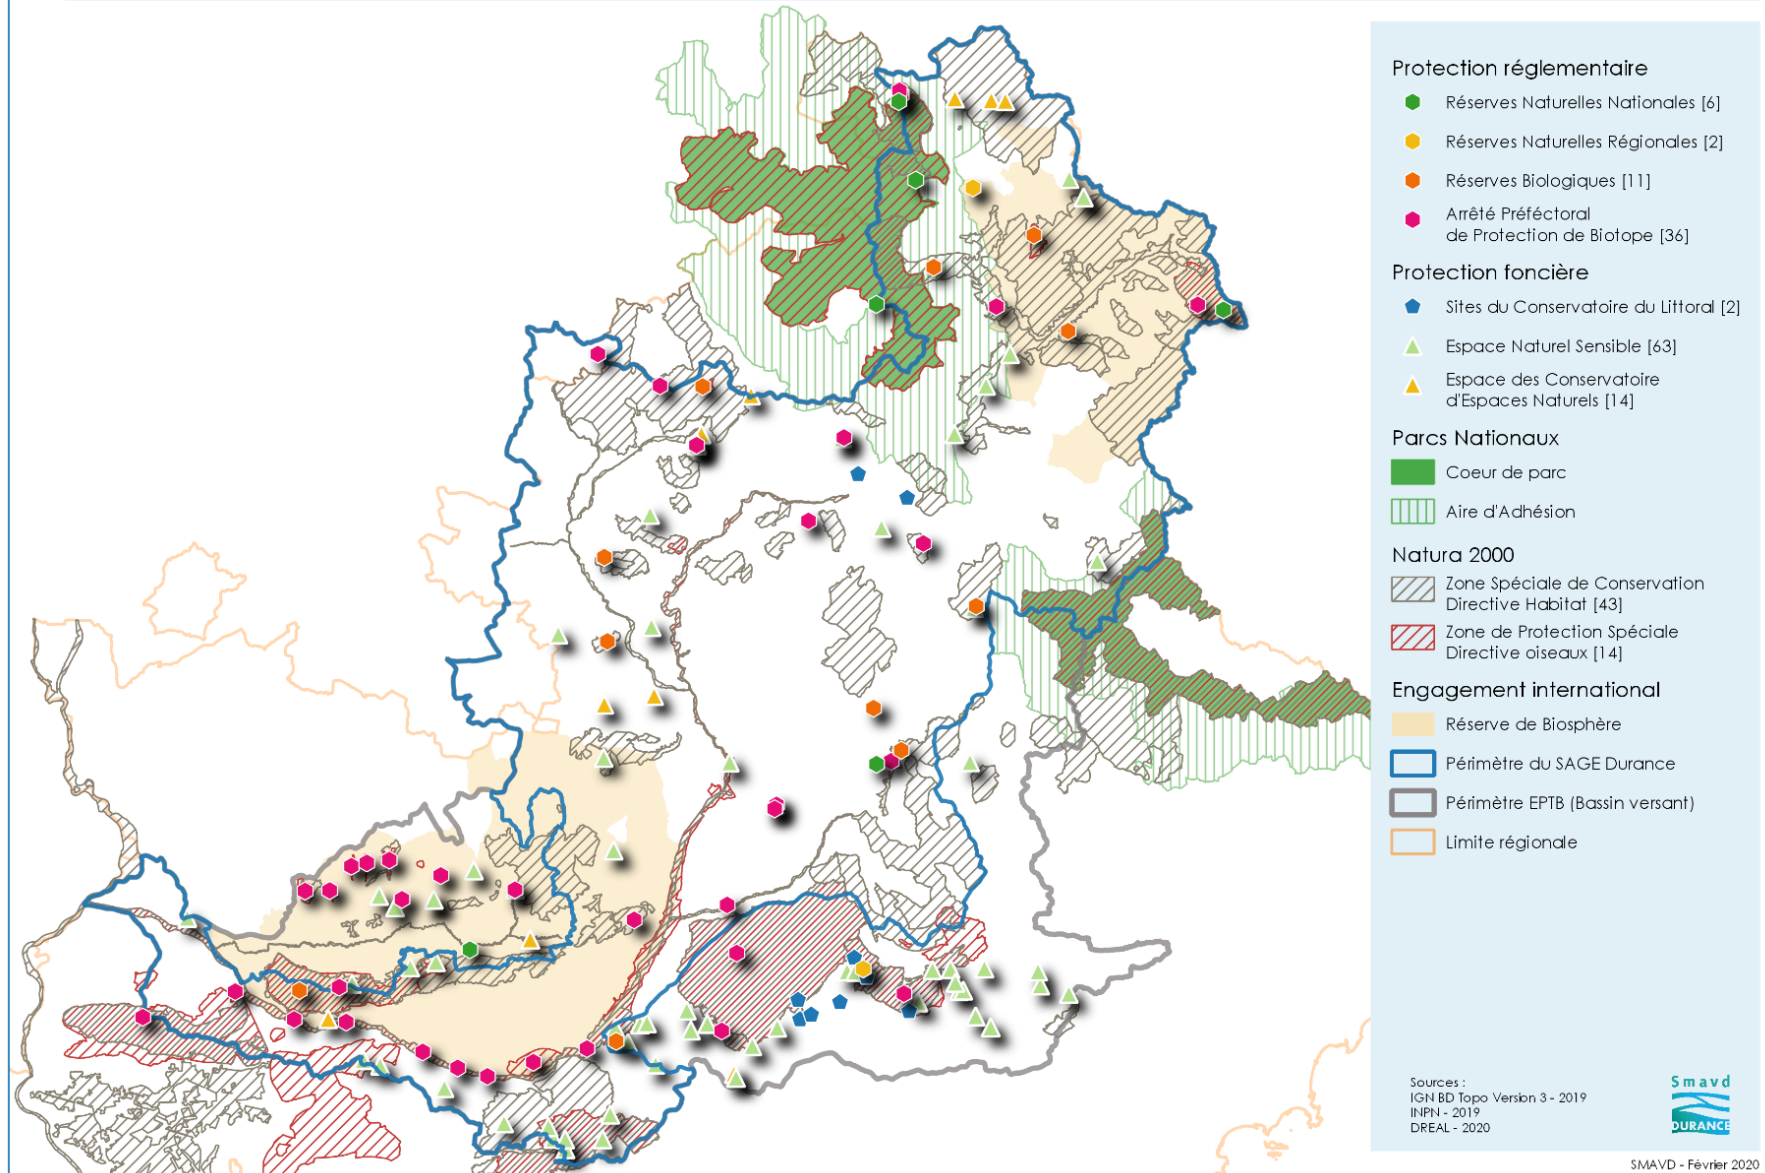 Protection réglementaire
Réserves Naturelles Nationales [6]
Réserves Naturelles Régionales [2]
Réserves Biologiques [11]
Arrêté Préféctoral
de Protection de Biotope [36]
Protection foncière
Sites du Conservatoire du Littoral [2]
Espace Naturel Sensible [63]
Espace des Conservatoire
d'Espaces Naturels [14]
Parcs Nationaux
Coeur de parc
Aire d'Adhésion
Natura 2000
Zone Spéciale de Conservation
Directive Habitat [43]
Zone de Protection Spéciale
Directive oiseaux [14]
Engagement international
Réserve de Biosphère
Périmètre du SAGE Durance
Périmètre EPTB (Bassin versant)
Limite régionale
Sources :
IGN BD Topo Version 3 - 2019
INPN - 2019
DREAL - 2020
Smavd
DURANCE
SMAVD - Février 2020